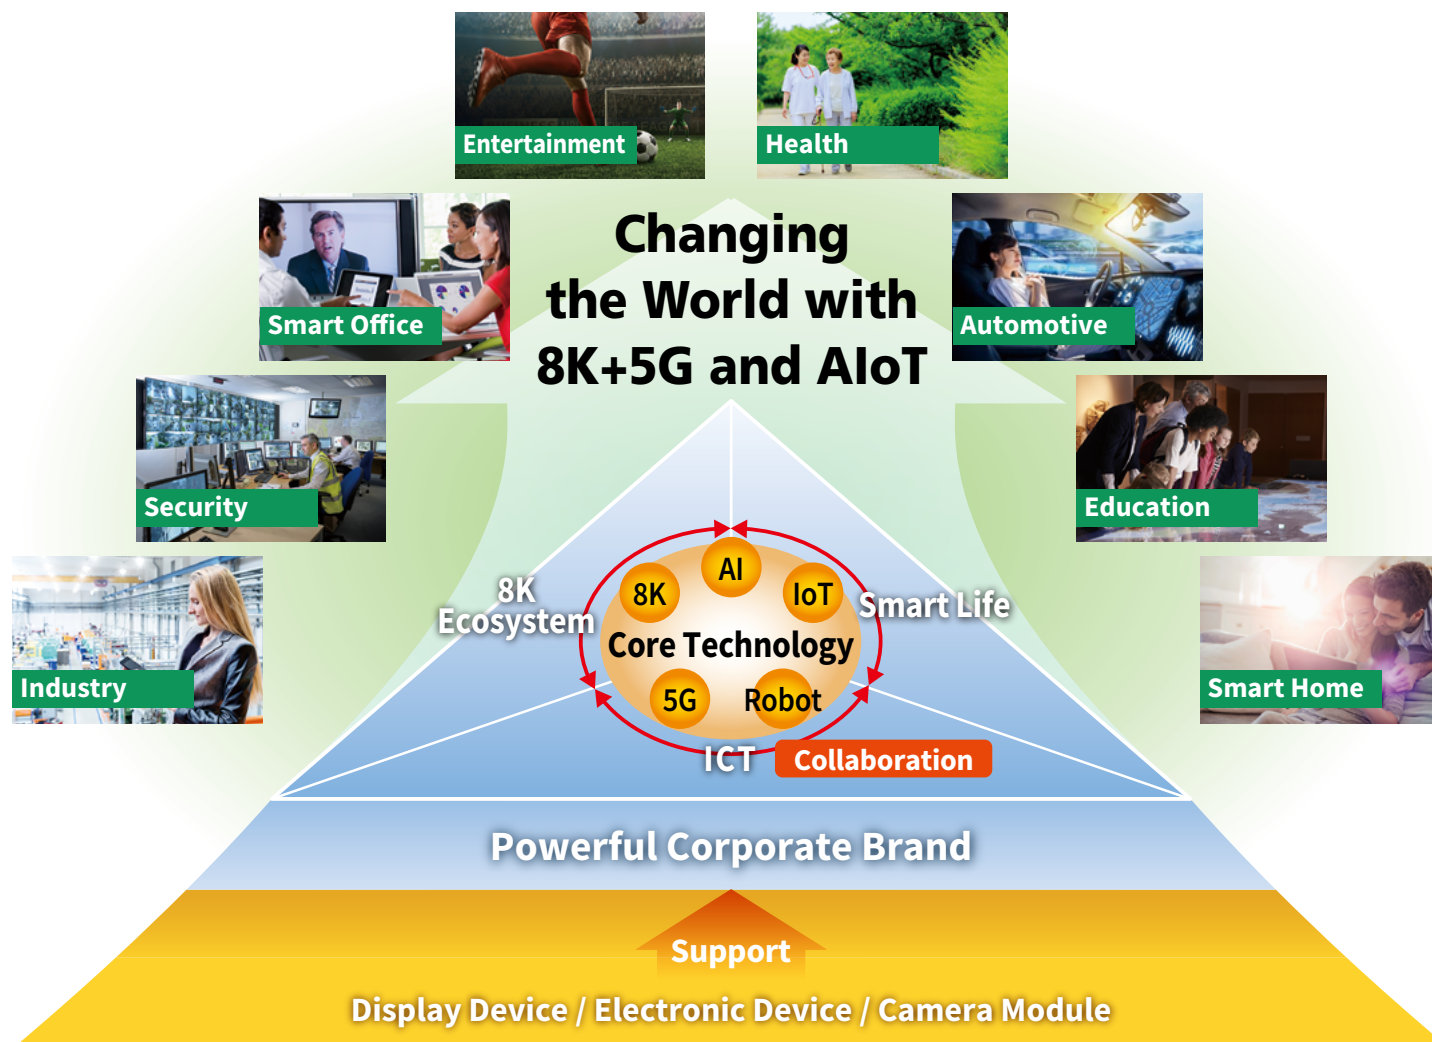 Entertainment
Health
Changing
the World with
8K+5G and AIoT
Smart Office
Automotive
Security
Education
Industry
Smart Home
8K
Ecosystem
Smart Life
AI
8K
IoT
Core Technology
5G
Robot
ICT
Collaboration
Powerful Corporate Brand
Support
Display Device / Electronic Device / Camera Module